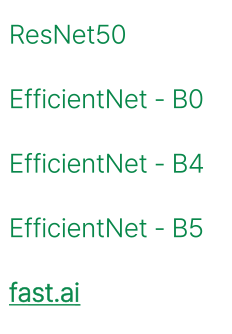 ResNet50
EfficientNet - B0
EfficientNet - B4
EfficientNet - B5
fast.ai